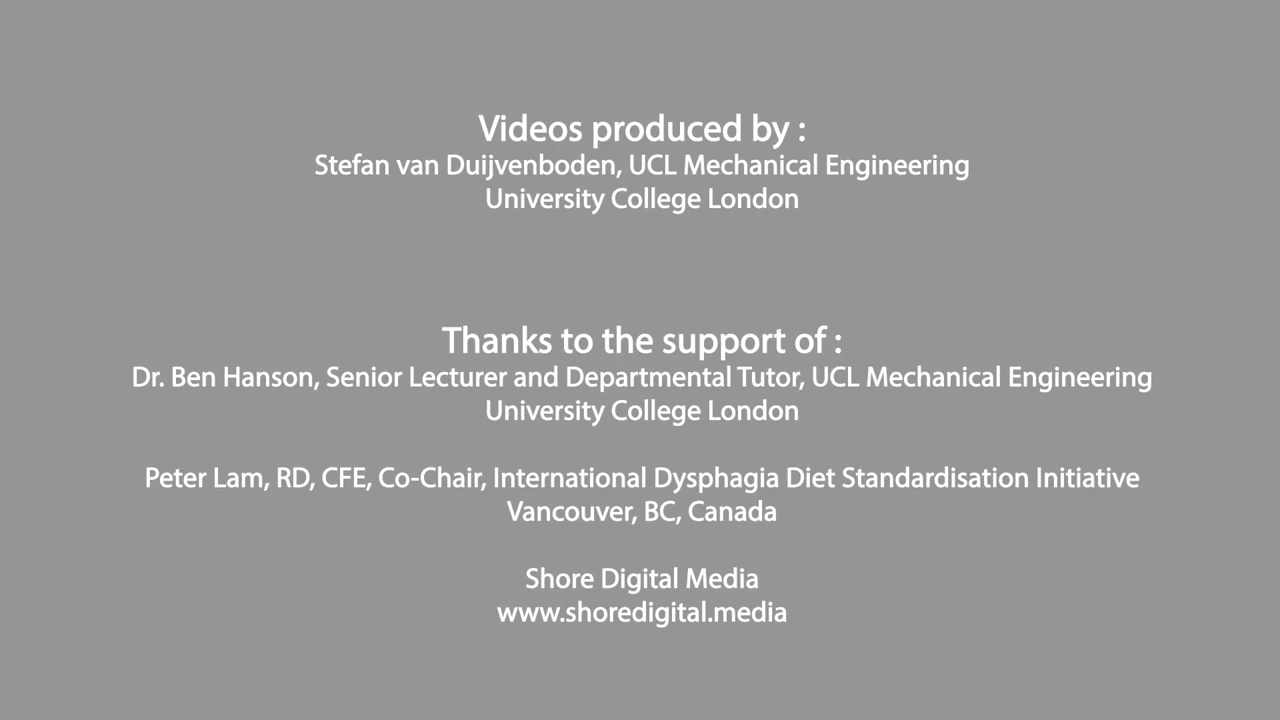 Videos produced by :
Stefan van Duijvenboden, UCL Mechanical Engineering
University College London
Thanks to the support of :
Dr. Ben Hanson, Senior Lecturer and Departmental Tutor, UCL Mechanical Engineering
University College London
Peter Lam, RD, CFE, Co-Chair, International Dysphagia Diet Standardisation Initiative
Vancouver, BC, Canada
Shore Digital Media
www.shoredigital.media